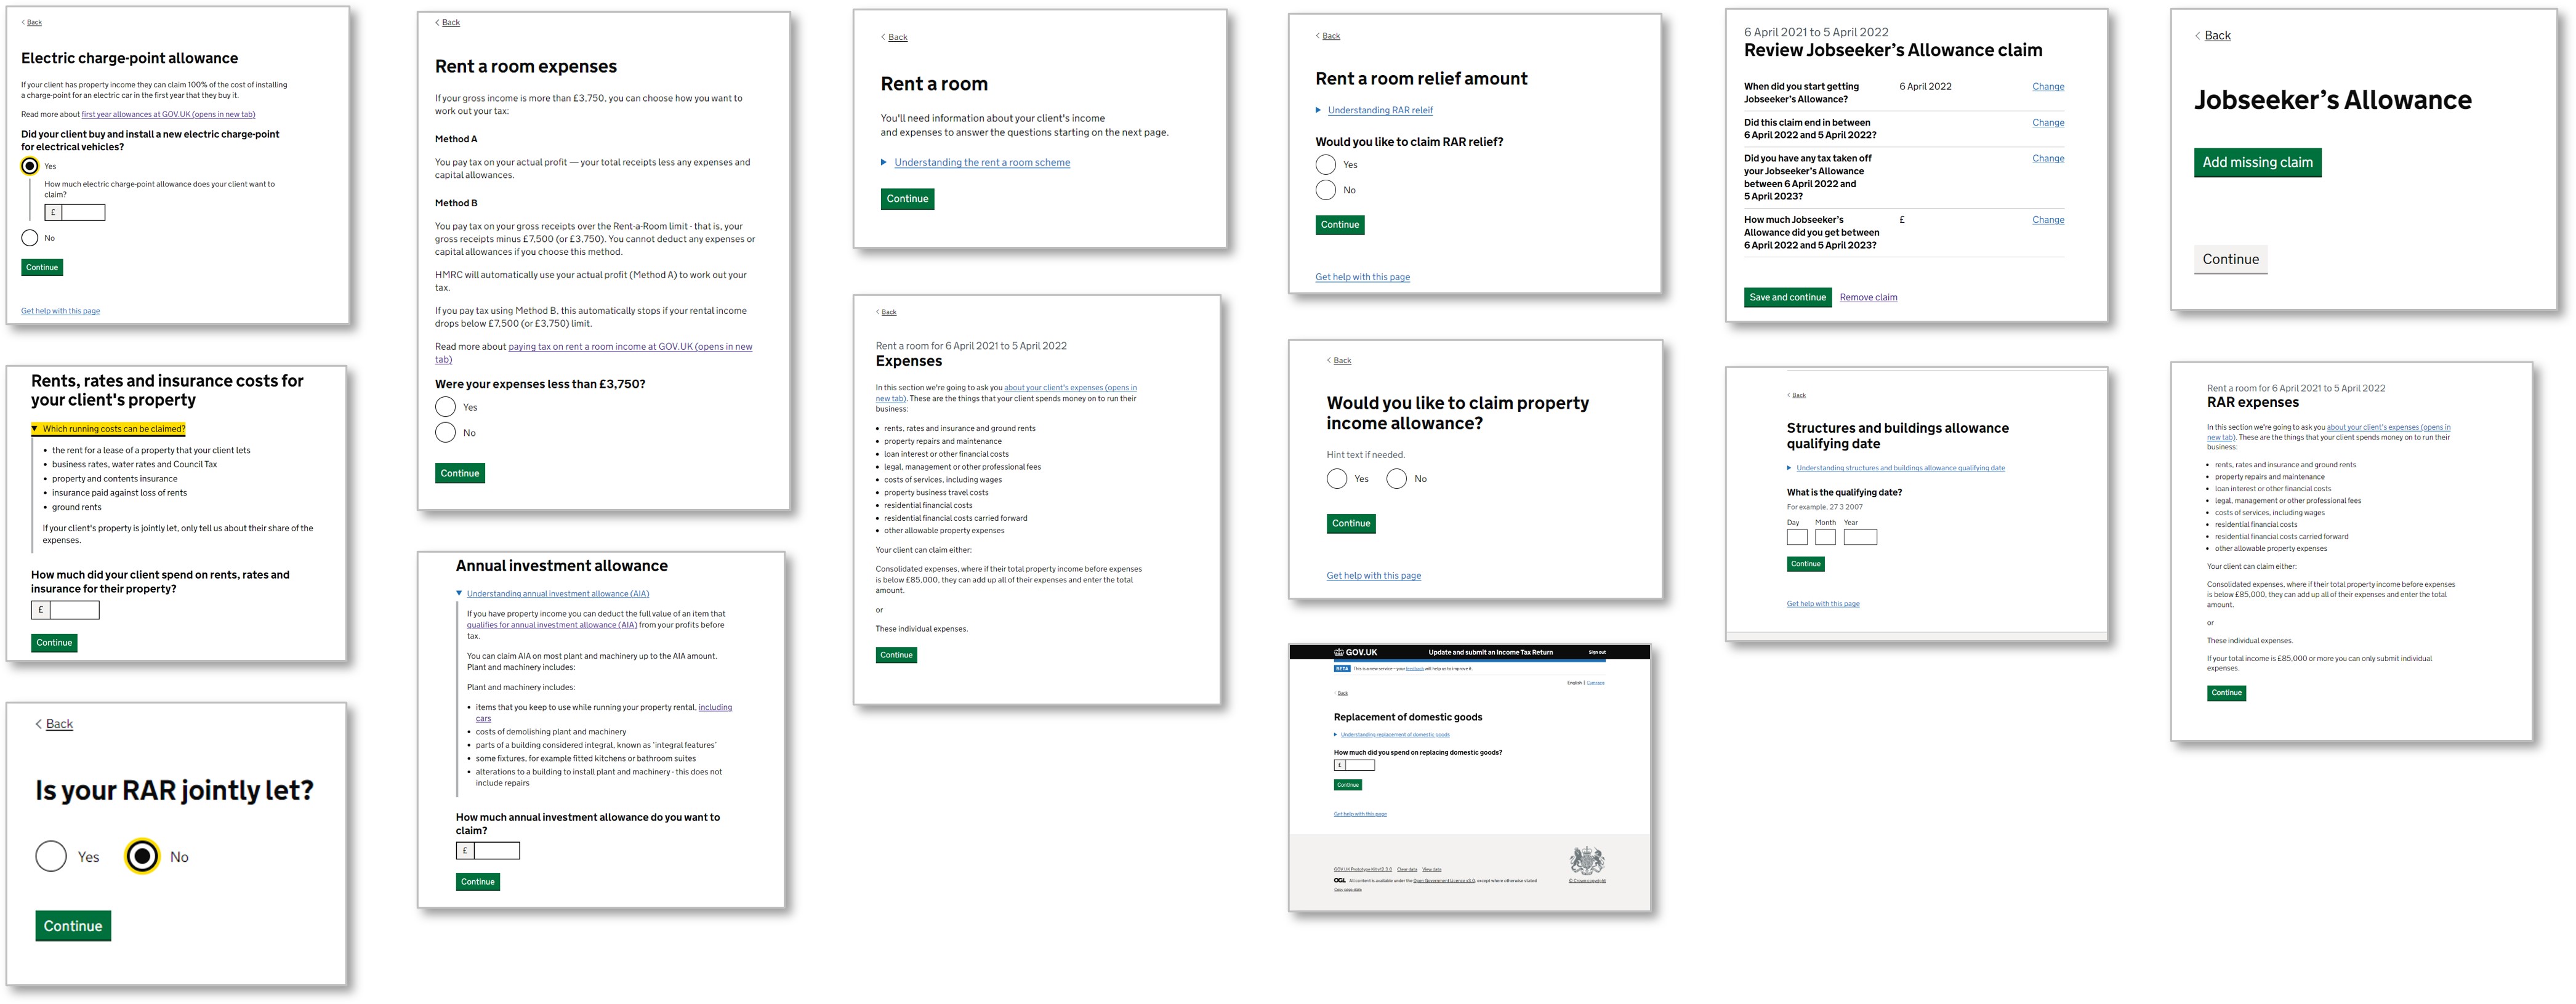 Back
Electric charge-point allowance
If your client has property income they can claim 100% of the cost of installing
a charge-point for an electric car in the first year that they buy it.
Read more about first year allowances at GOV.UK (opens in new tab)
Did your client buy and install a new electric charge-point
for electrical vehicles?
Yes
How much electric charge-point allowance does your client want to
claim?
£
No
Continue
Get help with this page
Rents, rates and insurance costs for
your client's property
Which running costs can be claimed?
• the rent for a lease of a property that your client lets
• business rates, water rates and Council Tax
• property and contents insurance
• insurance paid against loss of rents
• ground rents
If your client's property is jointly let, only tell us about their share of the
expenses.
How much did your client spend on rents, rates and
insurance for their property?
£
Continue
Back
Is your RAR jointly let?
Yes
No
Continue
Back
Rent a room expenses
If your gross income is more than £3,750, you can choose how you want to
work out your tax:
Method A
You pay tax on your actual profit — your total receipts less any expenses and
capital allowances.
Method B
You pay tax on your gross receipts over the Rent-a-Room limit - that is, your
gross receipts minus £7,500 (or £3,750). You cannot deduct any expenses or
capital allowances if you choose this method.
HMRC will automatically use your actual profit (Method A) to work out your
tax.
If you pay tax using Method B, this automatically stops if your rental income
drops below £7,500 (or £3,750) limit.
Read more about paying tax on rent a room income at GOV.UK (opens in new
tab)
Were your expenses less than £3,750?
Yes
No
Continue
Annual investment allowance
Understanding annual investment allowance (AIA)
If you have property income you can deduct the full value of an item that
qualifies for annual investment allowance (AIA) from your profits before
tax.
You can claim AIA on most plant and machinery up to the AIA amount.
Plant and machinery includes:
Plant and machinery includes:
• items that you keep to use while running your property rental, including
cars
• costs of demolishing plant and machinery
• parts of a building considered integral, known as 'integral features'
• some fixtures, for example fitted kitchens or bathroom suites
• alterations to a building to install plant and machinery - this does not
include repairs
How much annual investment allowance do you want to
claim?
£
Continue
Back
Rent a room
You'll need information about your client's income
and expenses to answer the questions starting on the next page.
Understanding the rent a room scheme
Continue
Back
Rent a room for 6 April 2021 to 5 April 2022
Expenses
In this section we're going to ask you about your client's expenses (opens in
new tab). These are the things that your client spends money on to run their
business:
• rents, rates and insurance and ground rents
• property repairs and maintenance
• loan interest or other financial costs
• legal, management or other professional fees
• costs of services, including wages
• property business travel costs
• residential financial costs
• residential financial costs carried forward
• other allowable property expenses
Your client can claim either:
Consolidated expenses, where if their total property income before expenses
is below £85,000, they can add up all of their expenses and enter the total
amount.
or
These individual expenses.
Continue
Back
Rent a room relief amount
Understanding RAR releif
Would you like to claim RAR relief?
Yes
No
Continue
Get help with this page
Back
Would you like to claim property
income allowance?
Hint text if needed.
Yes
No
Continue
Get help with this page
GOV.UK
Update and submit an Income Tax Return
Sign out
BETA This is a new service – your feedback will help us to improve it.
English | Cymraeg
Back
Replacement of domestic goods
Understanding replacement of domestic goods
How much did you spend on replacing domestic goods?
£
Continue
Get help with this page
GOV.UK Prototype Kit v12.3.0 Clear data View data
OGL All content is available under the Open Government Licence v3.0, except where otherwise stated
© Crown copyright
Copy page data
6 April 2021 to 5 April 2022
Review Jobseeker's Allowance claim
When did you start getting
Jobseeker's Allowance?
6 April 2022
Change
Did this claim end in between
6 April 2022 and 5 April 2022?
Change
Did you have any tax taken off
your Jobseeker's Allowance
between 6 April 2022 and
5 April 2023?
Change
How much Jobseeker's
Allowance did you get between
6 April 2022 and 5 April 2023?
£
Change
Save and continue
Remove claim
Back
Structures and buildings allowance
qualifying date
Understanding structures and buildings allowance qualifying date
What is the qualifying date?
For example, 27 3 2007
Day Month Year
Continue
Get help with this page
Back
Jobseeker's Allowance
Add missing claim
Continue
Rent a room for 6 April 2021 to 5 April 2022
RAR expenses
In this section we're going to ask you about your client's expenses (opens in
new tab). These are the things that your client spends money on to run their
business:
• rents, rates and insurance and ground rents
• property repairs and maintenance
• loan interest or other financial costs
• legal, management or other professional fees
• costs of services, including wages
• residential financial costs
• residential financial costs carried forward
• other allowable property expenses
Your client can claim either:
Consolidated expenses, where if their total property income before expenses
is below £85,000, they can add up all of their expenses and enter the total
amount.
or
These individual expenses.
If your total income is £85,000 or more you can only submit individual
expenses.
Continue